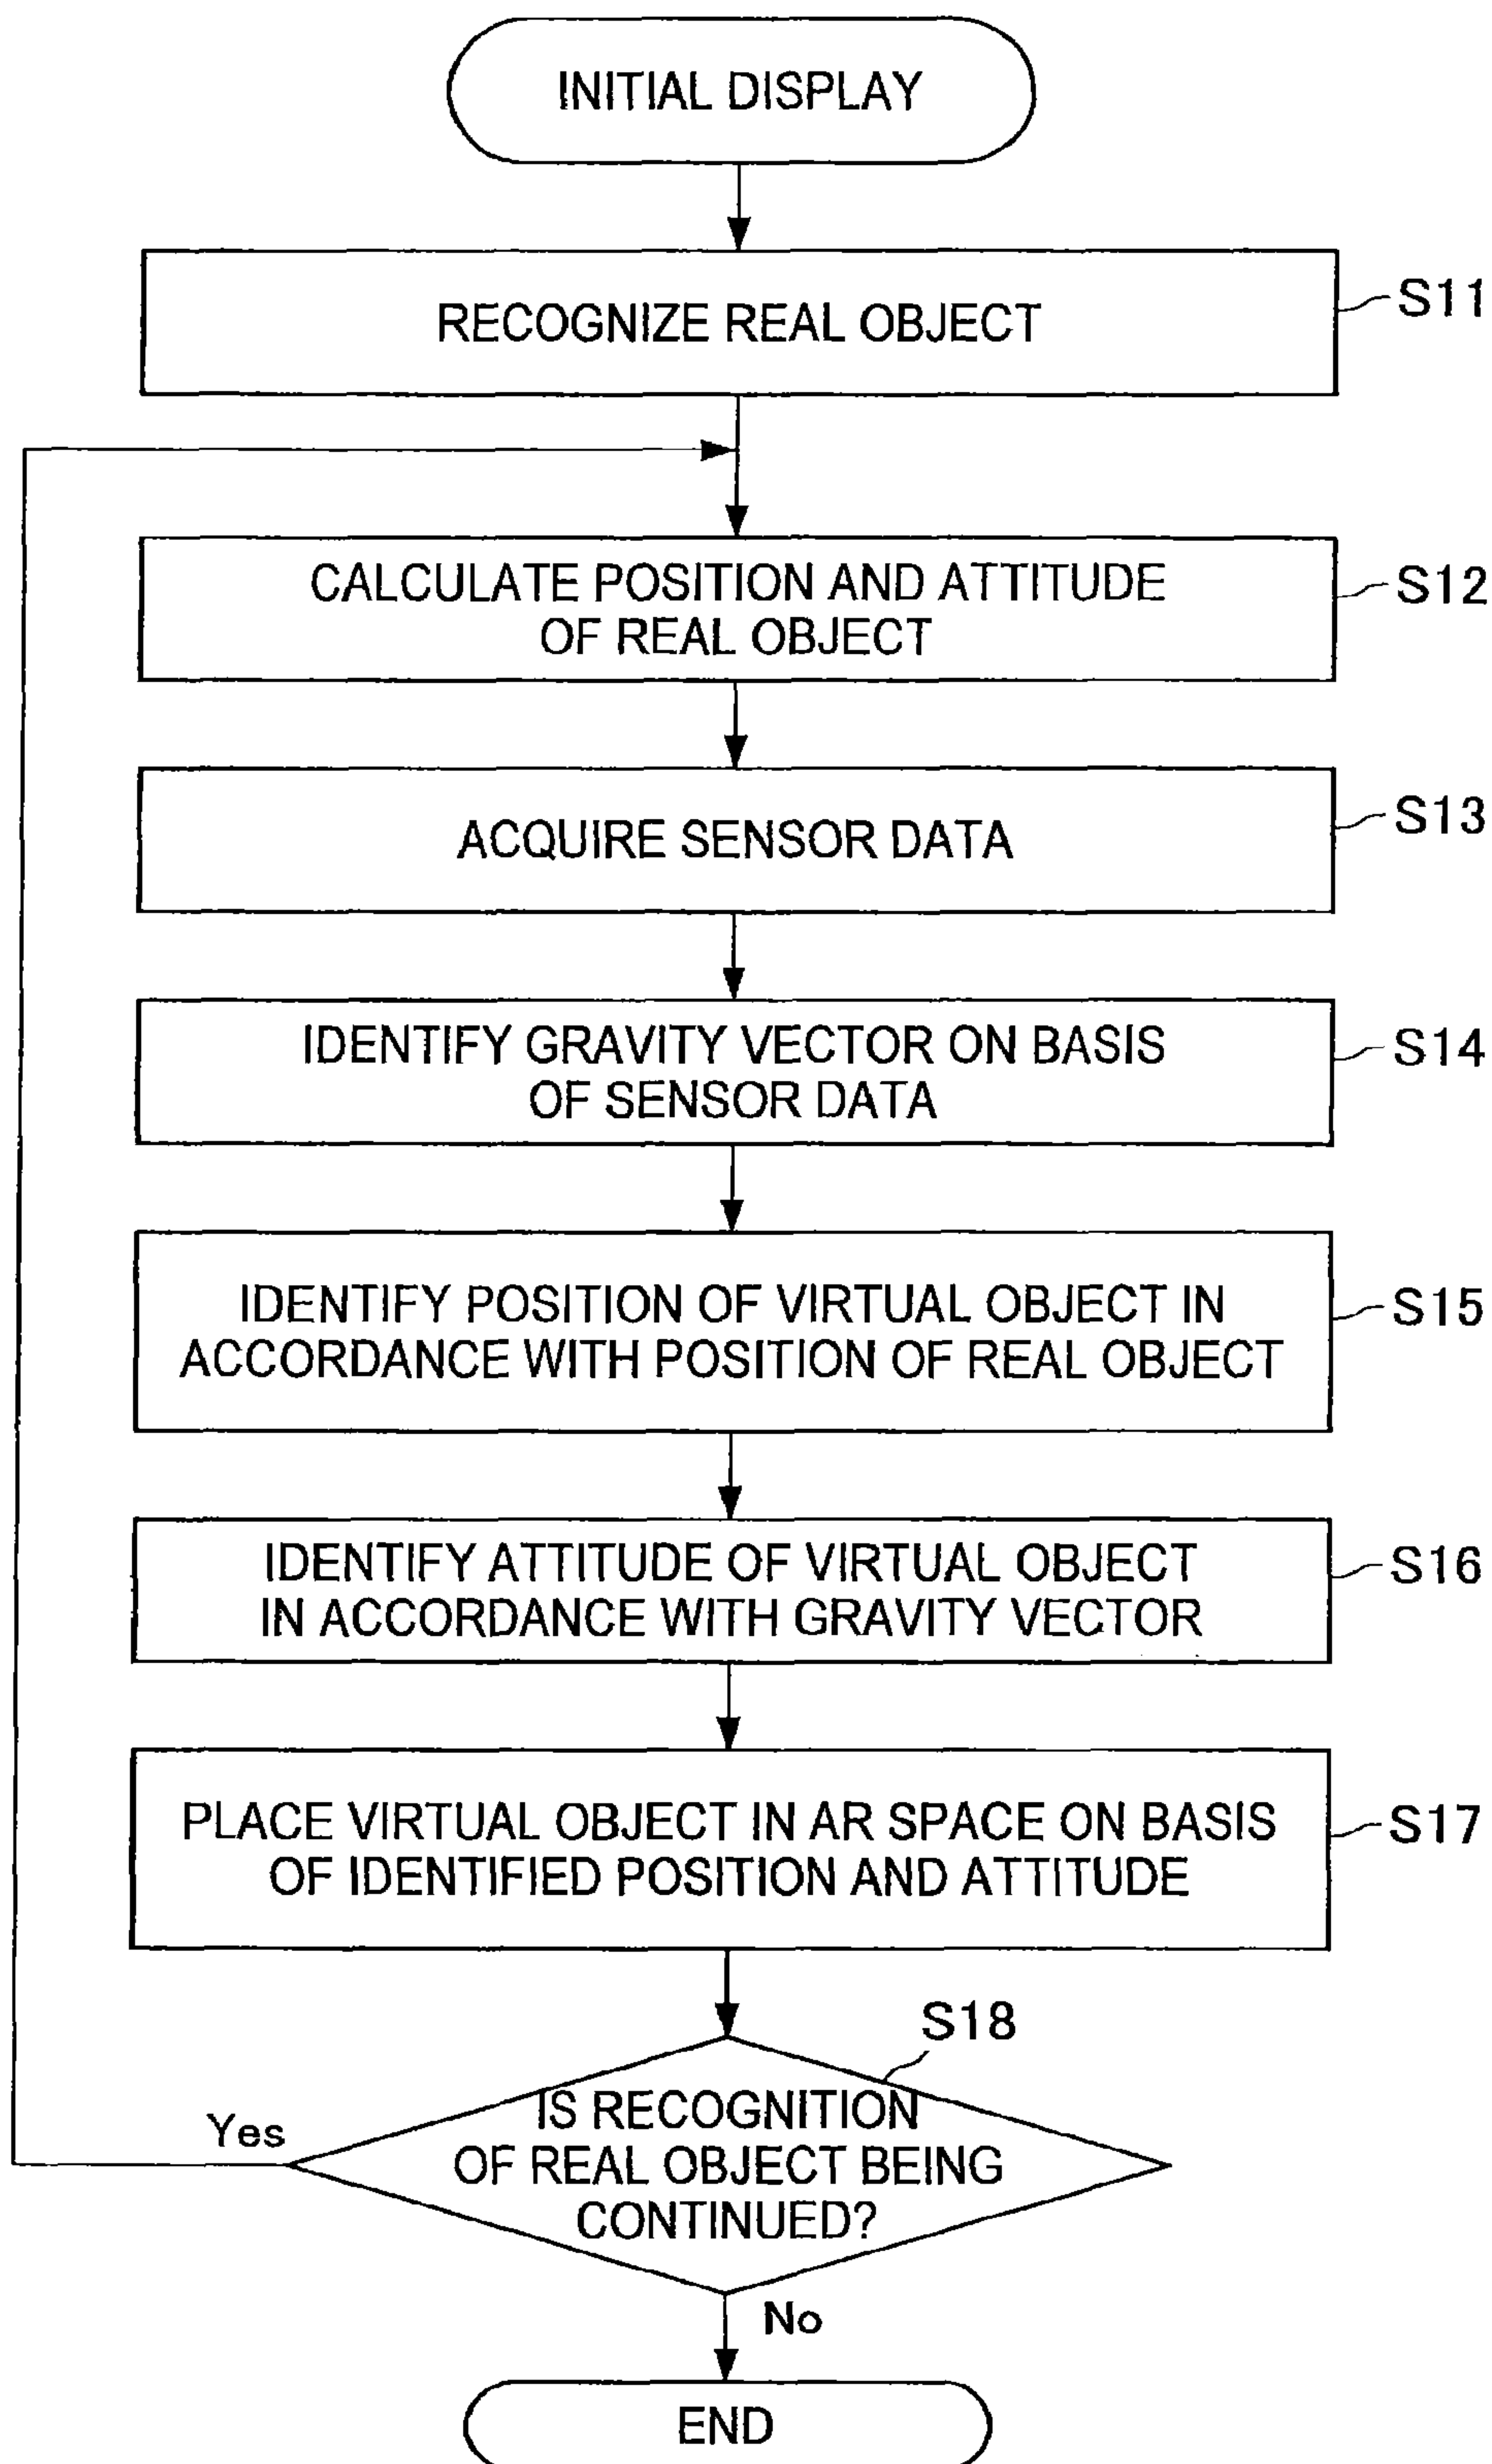 INITIAL DISPLAY
RECOGNIZE REAL OBJECT
S11
CALCULATE POSITION AND ATTITUDE
OF REAL OBJECT
S12
ACQUIRE SENSOR DATA
S13
IDENTIFY GRAVITY VECTOR ON BASIS
OF SENSOR DATA
S14
IDENTIFY POSITION OF VIRTUAL OBJECT IN
ACCORDANCE WITH POSITION OF REAL OBJECT
S15
IDENTIFY ATTITUDE OF VIRTUAL OBJECT
IN ACCORDANCE WITH GRAVITY VECTOR
S16
PLACE VIRTUAL OBJECT IN AR SPACE ON BASIS
OF IDENTIFIED POSITION AND ATTITUDE
S17
S18
IS RECOGNITION
OF REAL OBJECT BEING
CONTINUED?
Yes
No
END